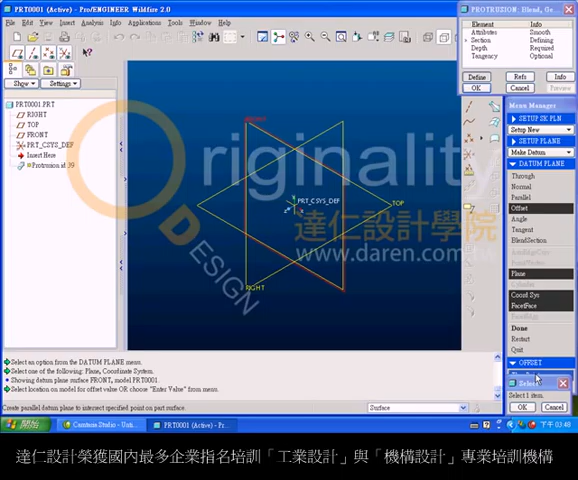 PRT0001 (Active) - Pro/ENGINEER Wildfire 2.0
File Edit View Insert Analysis Info Applications Tools Window Help
Show
Settings
PRT0001.PRT
RIGHT
TOP
FRONT
PRT_CSYS_DEF
Insert Here
Protrusion id 39
PRT_CSYS_DEF
TOP
RIGHT
Originality
DESIGN
達仁設計學院
www.daren.com.tw
PROTRUSION: Blend, Ge...
Element Info
Attributes Smooth
> Section Defining
Depth Required
Tangency Optional
Define Refs Info
OK Cancel Preview
Menu Manager
SETUP SK PLN
Setup New
SETUP PLANE
Make Datum
DATUM PLANE
Through
Normal
Parallel
Offset
Angle
Tangent
BlendSection
Plane
Cylinder
Coord Sys
FacetFace
Done
Restart
Quit
OFFSET
Select
Select 1 item.
OK Cancel
Select an option from the DATUM PLANE menu.
Select one of the following: Plane, Coordinate System.
Showing datum plane surface FRONT, model PRT0001.
Select location on model for offset value OR choose "Enter Value" from menu.
Create parallel datum plane to intersect specified point on part surface.
Surface
開始
Camtasia Studio - Unti...
PRT0001 (Active) - Pr...
下午 03:48
達仁設計榮獲國內最多企業指名培訓「工業設計」與「機構設計」專業培訓機構